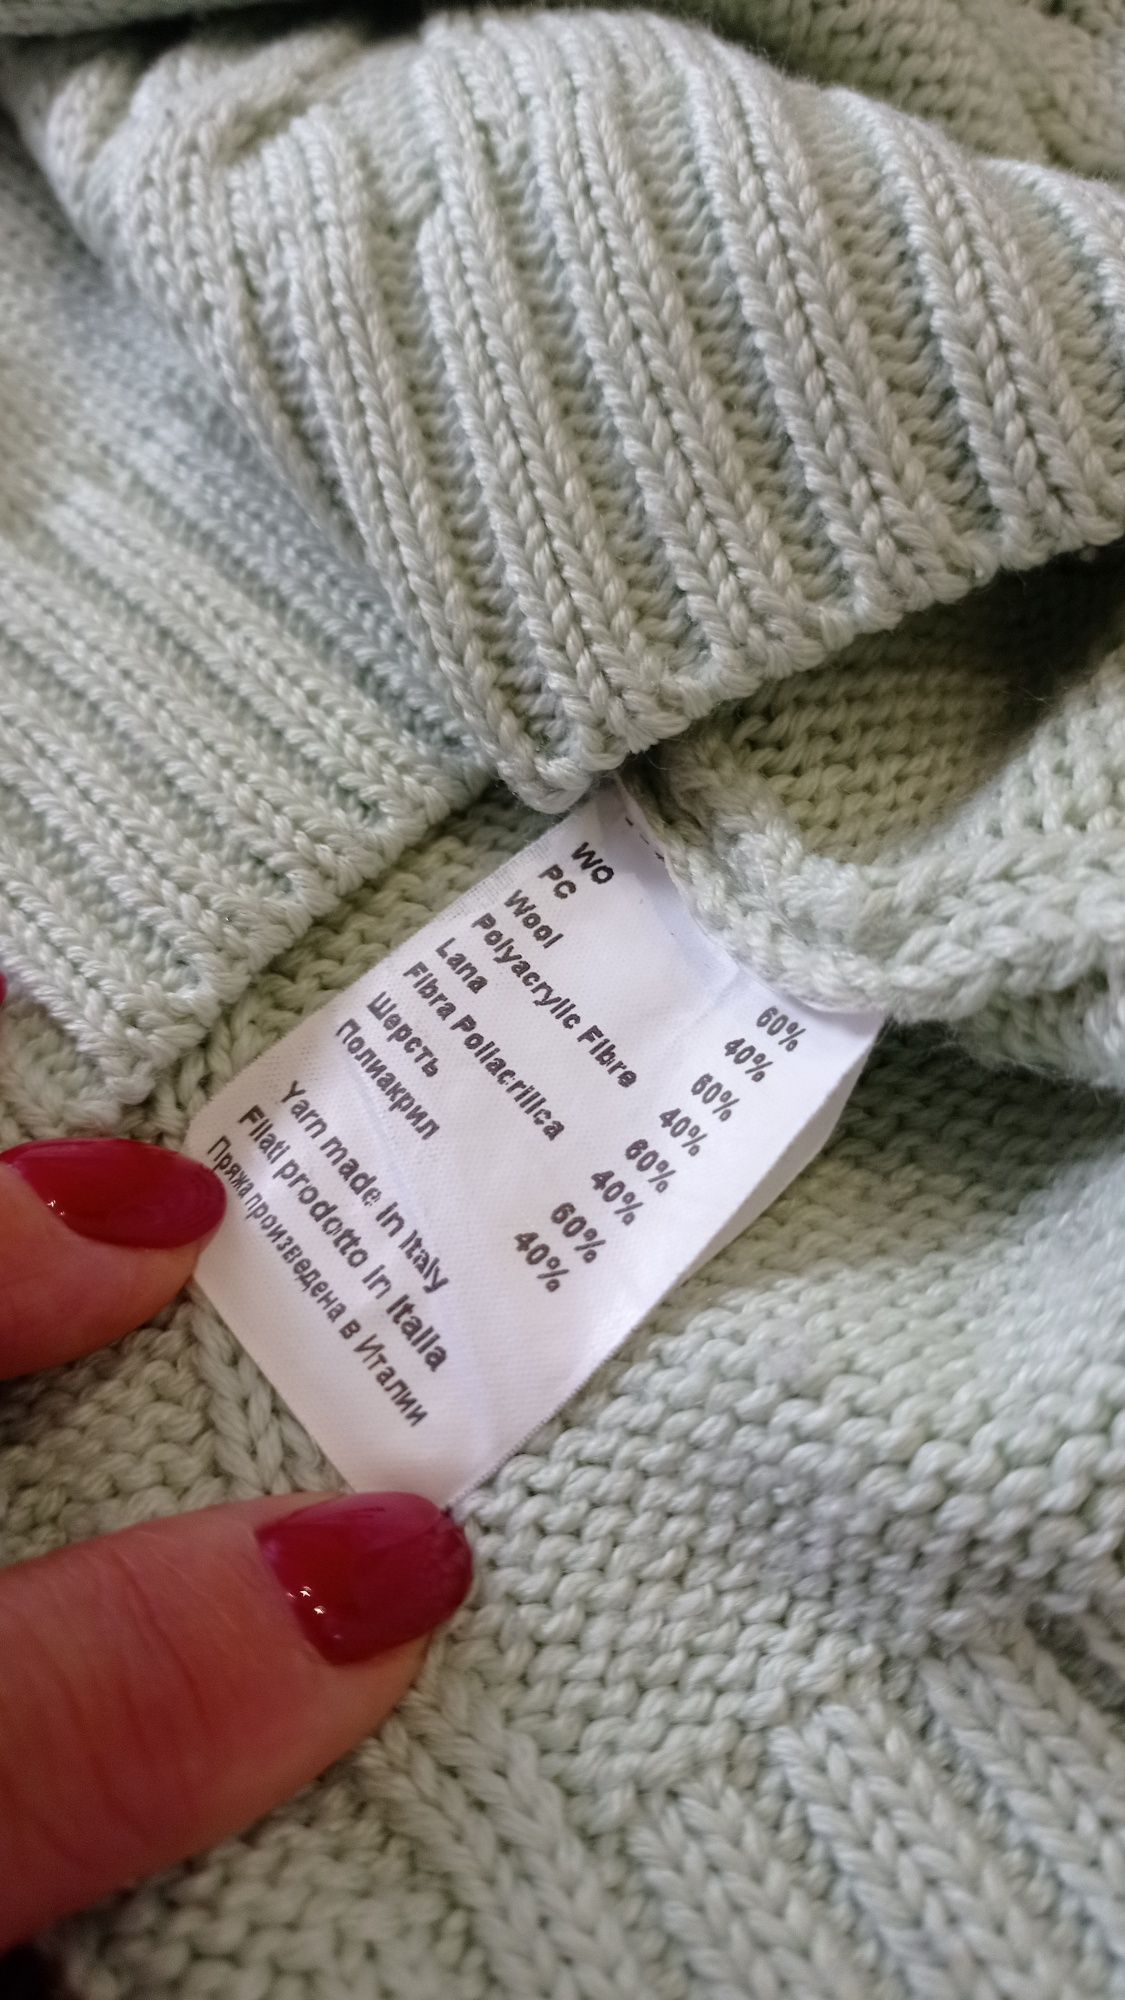 WO 60%
PC 40%
Wool 60%
Polyacrylic Fibre 40%
Lana 60%
Fibra Poliacrilica 40%
Шерсть 60%
Полиакрил 40%
Yarn made in Italy
Filati prodotto in Italia
Пряжа произведена в Италии